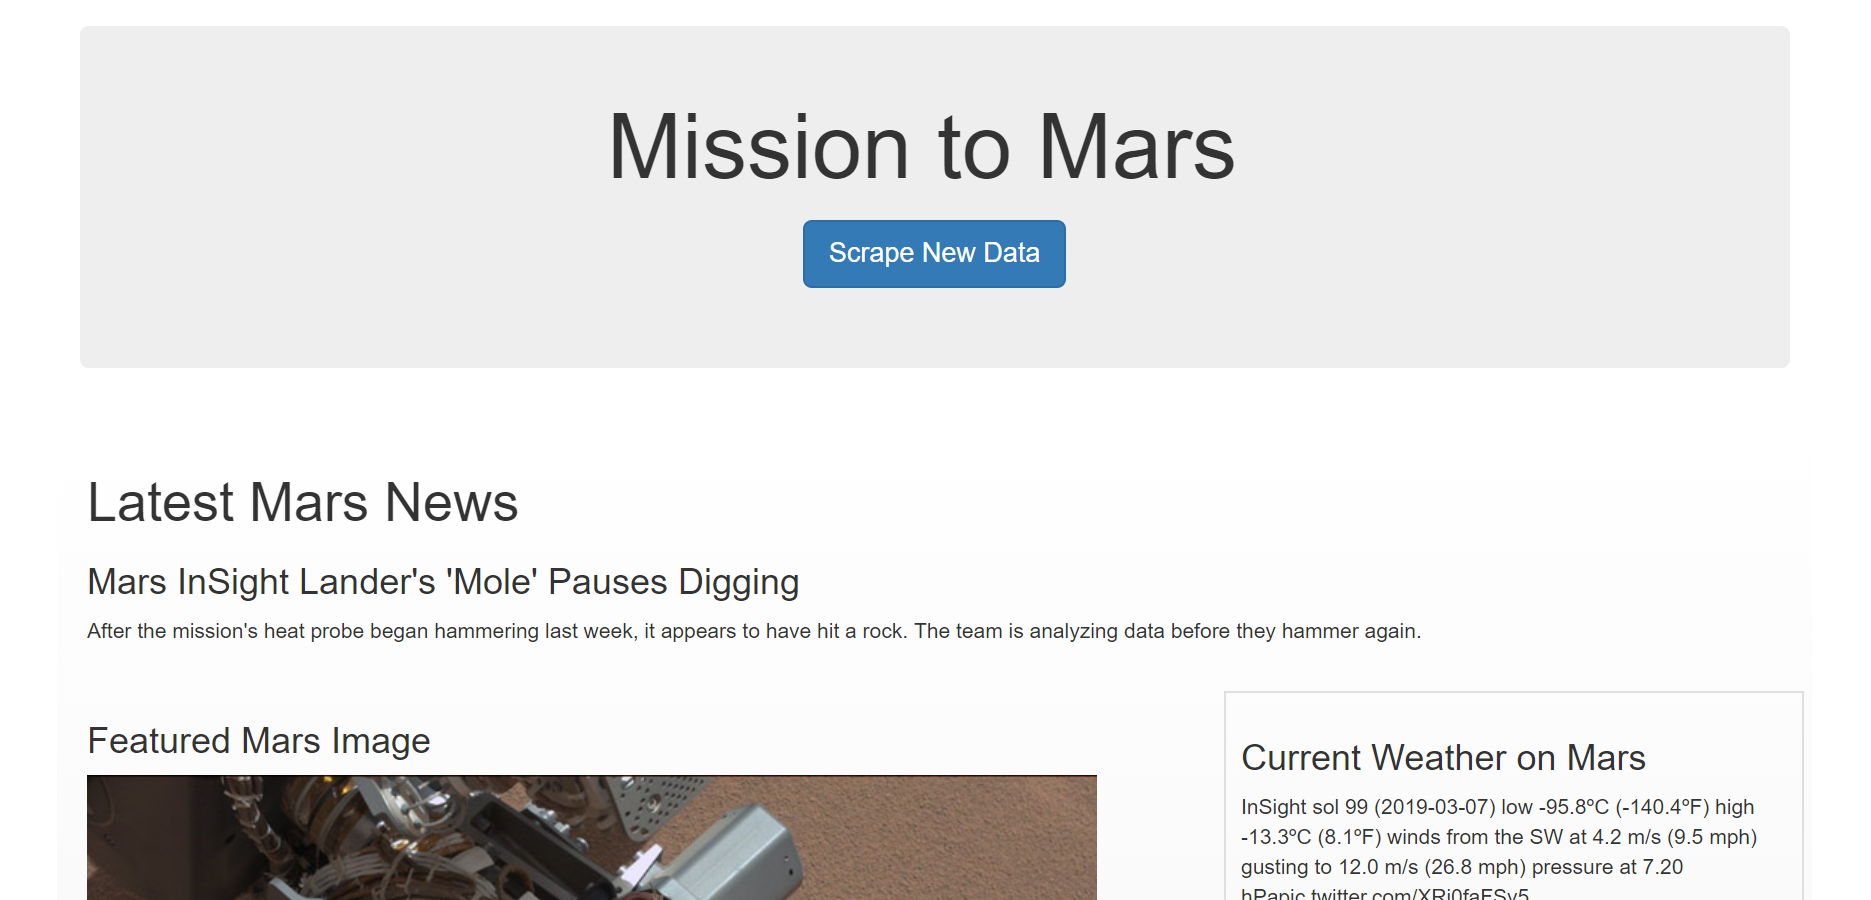 Mission to Mars
Scrape New Data
Latest Mars News
Mars InSight Lander's 'Mole' Pauses Digging
After the mission's heat probe began hammering last week, it appears to have hit a rock. The team is analyzing data before they hammer again.
Featured Mars Image
Current Weather on Mars
InSight sol 99 (2019-03-07) low -95.8ºC (-140.4ºF) high
-13.3ºC (8.1ºF) winds from the SW at 4.2 m/s (9.5 mph)
gusting to 12.0 m/s (26.8 mph) pressure at 7.20